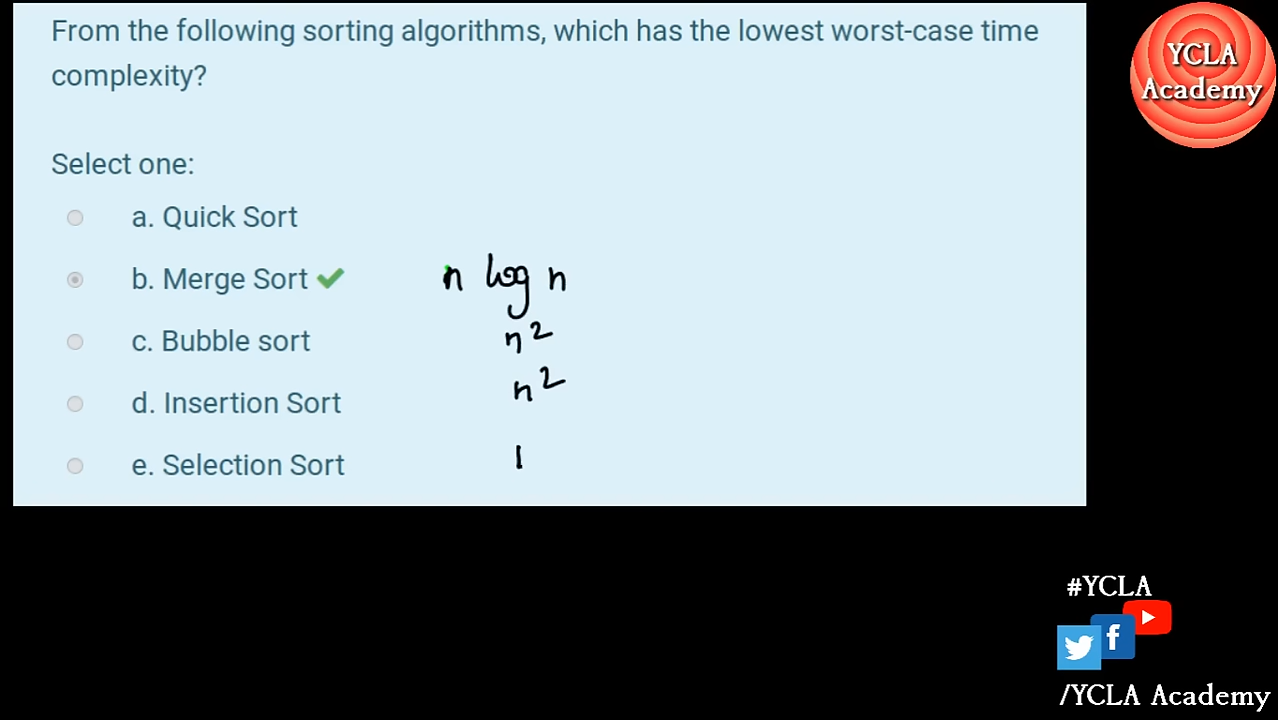 From the following sorting algorithms, which has the lowest worst-case time
complexity?
Select one:
a. Quick Sort
b. Merge Sort n log n
c. Bubble sort n²
d. Insertion Sort n²
e. Selection Sort
YCLA
Academy
#YCLA
f
/YCLA Academy